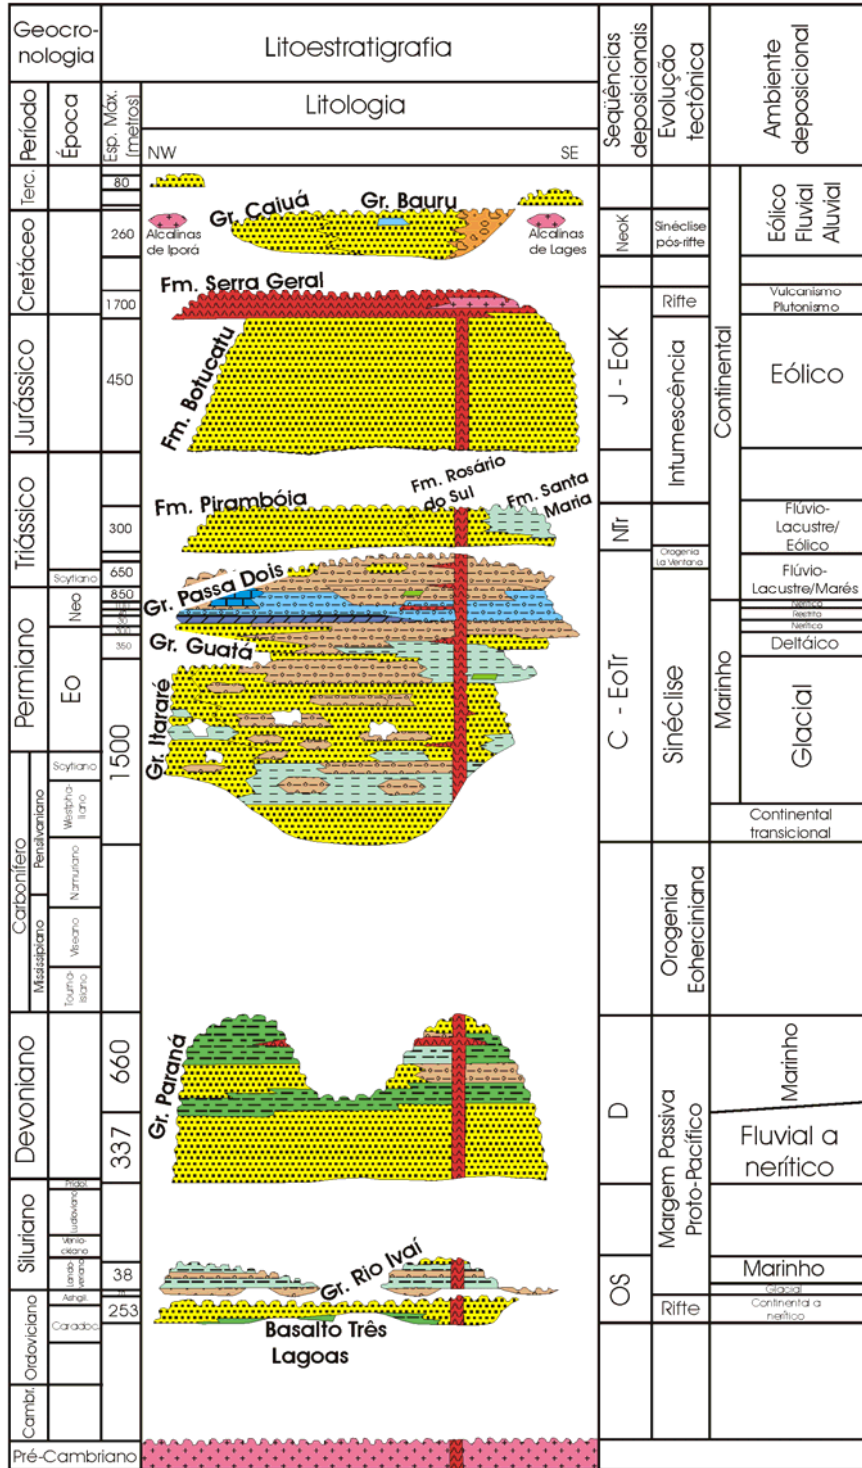 Geocro-
nologia
Litoestratigrafia
Seqüências
deposicionais
Evolução
tectônica
Ambiente
deposicional
Período
Época
Esp. Máx.
(metros)
Litologia
NW
SE
Terc.
80
Cretáceo
260
Gr. Caiuá
Gr. Bauru
Alcalinas
de Iporá
Alcalinas
de Lages
NeoK
Sinéclise
pós-rifte
Eólico
Fluvial
Aluvial
Fm. Serra Geral
1700
Rifte
Vulcanismo
Plutonismo
Jurássico
450
Fm. Botucatu
J - EoK
Intumescência
Continental
Eólico
Triássico
300
Fm. Pirambóia
Fm. Rosário
do Sul
Fm. Santa
Maria
NTr
Flúvio-
Lacustre/
Eólico
Orogenia
La Ventana
Scytiano
650
Gr. Passa Dois
Flúvio-
Lacustre/Marés
Permiano
Neo
850
Nerítico
Restrito
Nerítico
Gr. Guatá
350
Deltáico
Eo
Gr. Itararé
1500
C - EoTr
Sinéclise
Marinho
Glacial
Carbonífero
Pensilvaniano
Scytiano
Westpha-
liano
Continental
transicional
Namuriano
Mississipiano
Viseano
Tournai-
siano
Orogenia
Eoherciniana
Devoniano
660
337
Gr. Paraná
D
Margem Passiva
Proto-Pacífico
Marinho
Fluvial a
nerítico
Siluriano
Pridol.
Ludloviano
38
Gr. Rio Ivaí
OS
Marinho
Glacial
Ordoviciano
Ashgil.
Caradoc.
253
Basalto Três
Lagoas
Rifte
Continental a
nerítico
Cambr.
Pré-Cambriano